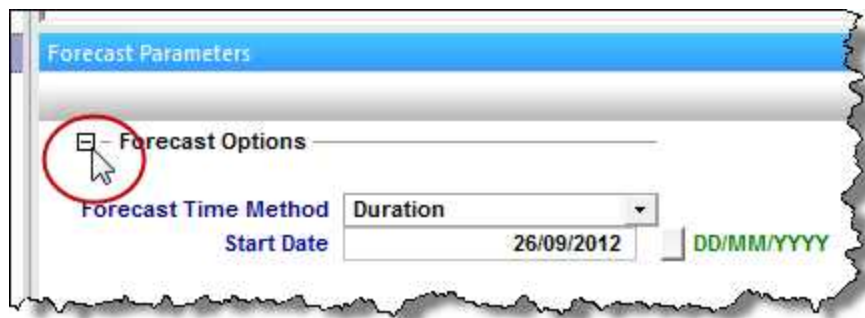 Forecast Parameters
Forecast Options
Forecast Time Method Duration
Start Date 26/09/2012 DD/MM/YYYY